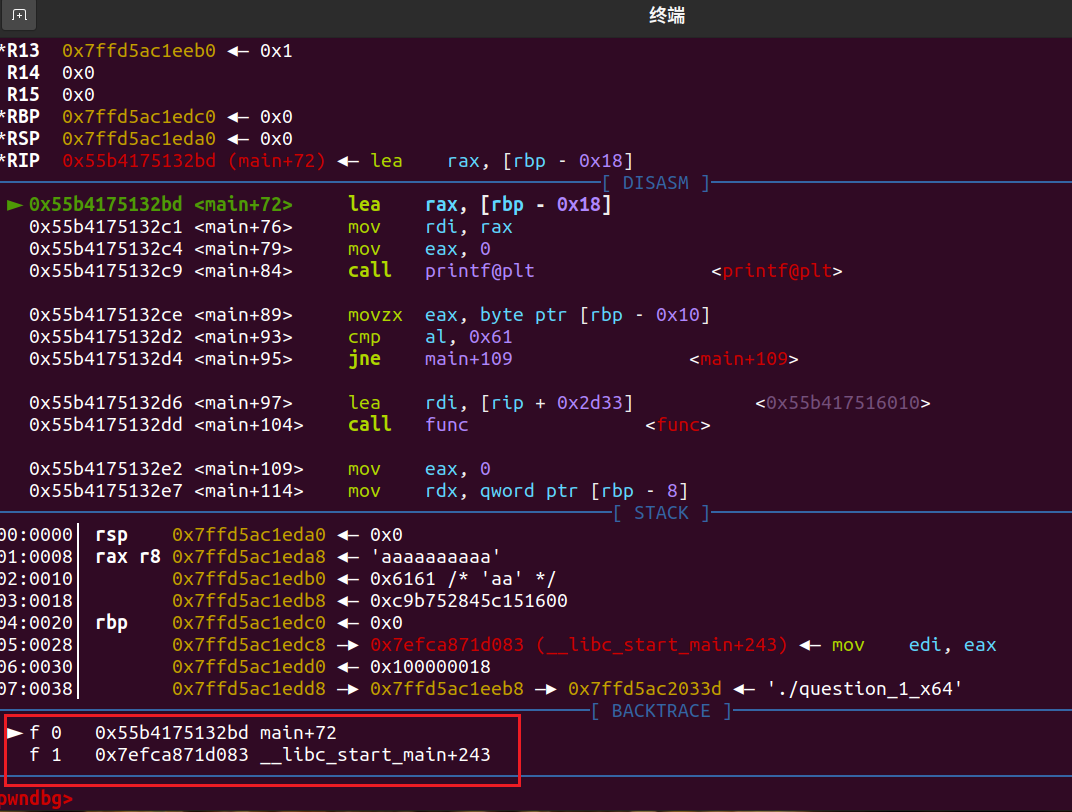 终端
*R13  0x7ffd5ac1eeb0 ◂— 0x1
R14  0x0
R15  0x0
*RBP  0x7ffd5ac1edc0 ◂— 0x0
*RSP  0x7ffd5ac1eda0 ◂— 0x0
*RIP  0x55b4175132bd (main+72) ◂— lea    rax, [rbp - 0x18]
[ DISASM ]
► 0x55b4175132bd <main+72>     lea    rax, [rbp - 0x18]
0x55b4175132c1 <main+76>     mov    rdi, rax
0x55b4175132c4 <main+79>     mov    eax, 0
0x55b4175132c9 <main+84>     call   printf@plt                <printf@plt>
0x55b4175132ce <main+89>     movzx  eax, byte ptr [rbp - 0x10]
0x55b4175132d2 <main+93>     cmp    al, 0x61
0x55b4175132d4 <main+95>     jne    main+109                <main+109>
0x55b4175132d6 <main+97>     lea    rdi, [rip + 0x2d33]           <0x55b417516010>
0x55b4175132dd <main+104>    call   func                <func>
0x55b4175132e2 <main+109>    mov    eax, 0
0x55b4175132e7 <main+114>    mov    rdx, qword ptr [rbp - 8]
[ STACK ]
00:0000│ rsp    0x7ffd5ac1eda0 ◂— 0x0
01:0008│ rax r8 0x7ffd5ac1eda8 ◂— 'aaaaaaaaaa'
02:0010│        0x7ffd5ac1edb0 ◂— 0x6161 /* 'aa' */
03:0018│        0x7ffd5ac1edb8 ◂— 0xc9b752845c151600
04:0020│ rbp    0x7ffd5ac1edc0 ◂— 0x0
05:0028│        0x7ffd5ac1edc8 —▸ 0x7efca871d083 (__libc_start_main+243) ◂— mov    edi, eax
06:0030│        0x7ffd5ac1edd0 ◂— 0x100000018
07:0038│        0x7ffd5ac1edd8 —▸ 0x7ffd5ac1eeb8 —▸ 0x7ffd5ac2033d ◂— './question_1_x64'
[ BACKTRACE ]
► f 0   0x55b4175132bd main+72
f 1   0x7efca871d083 __libc_start_main+243
pwndbg>